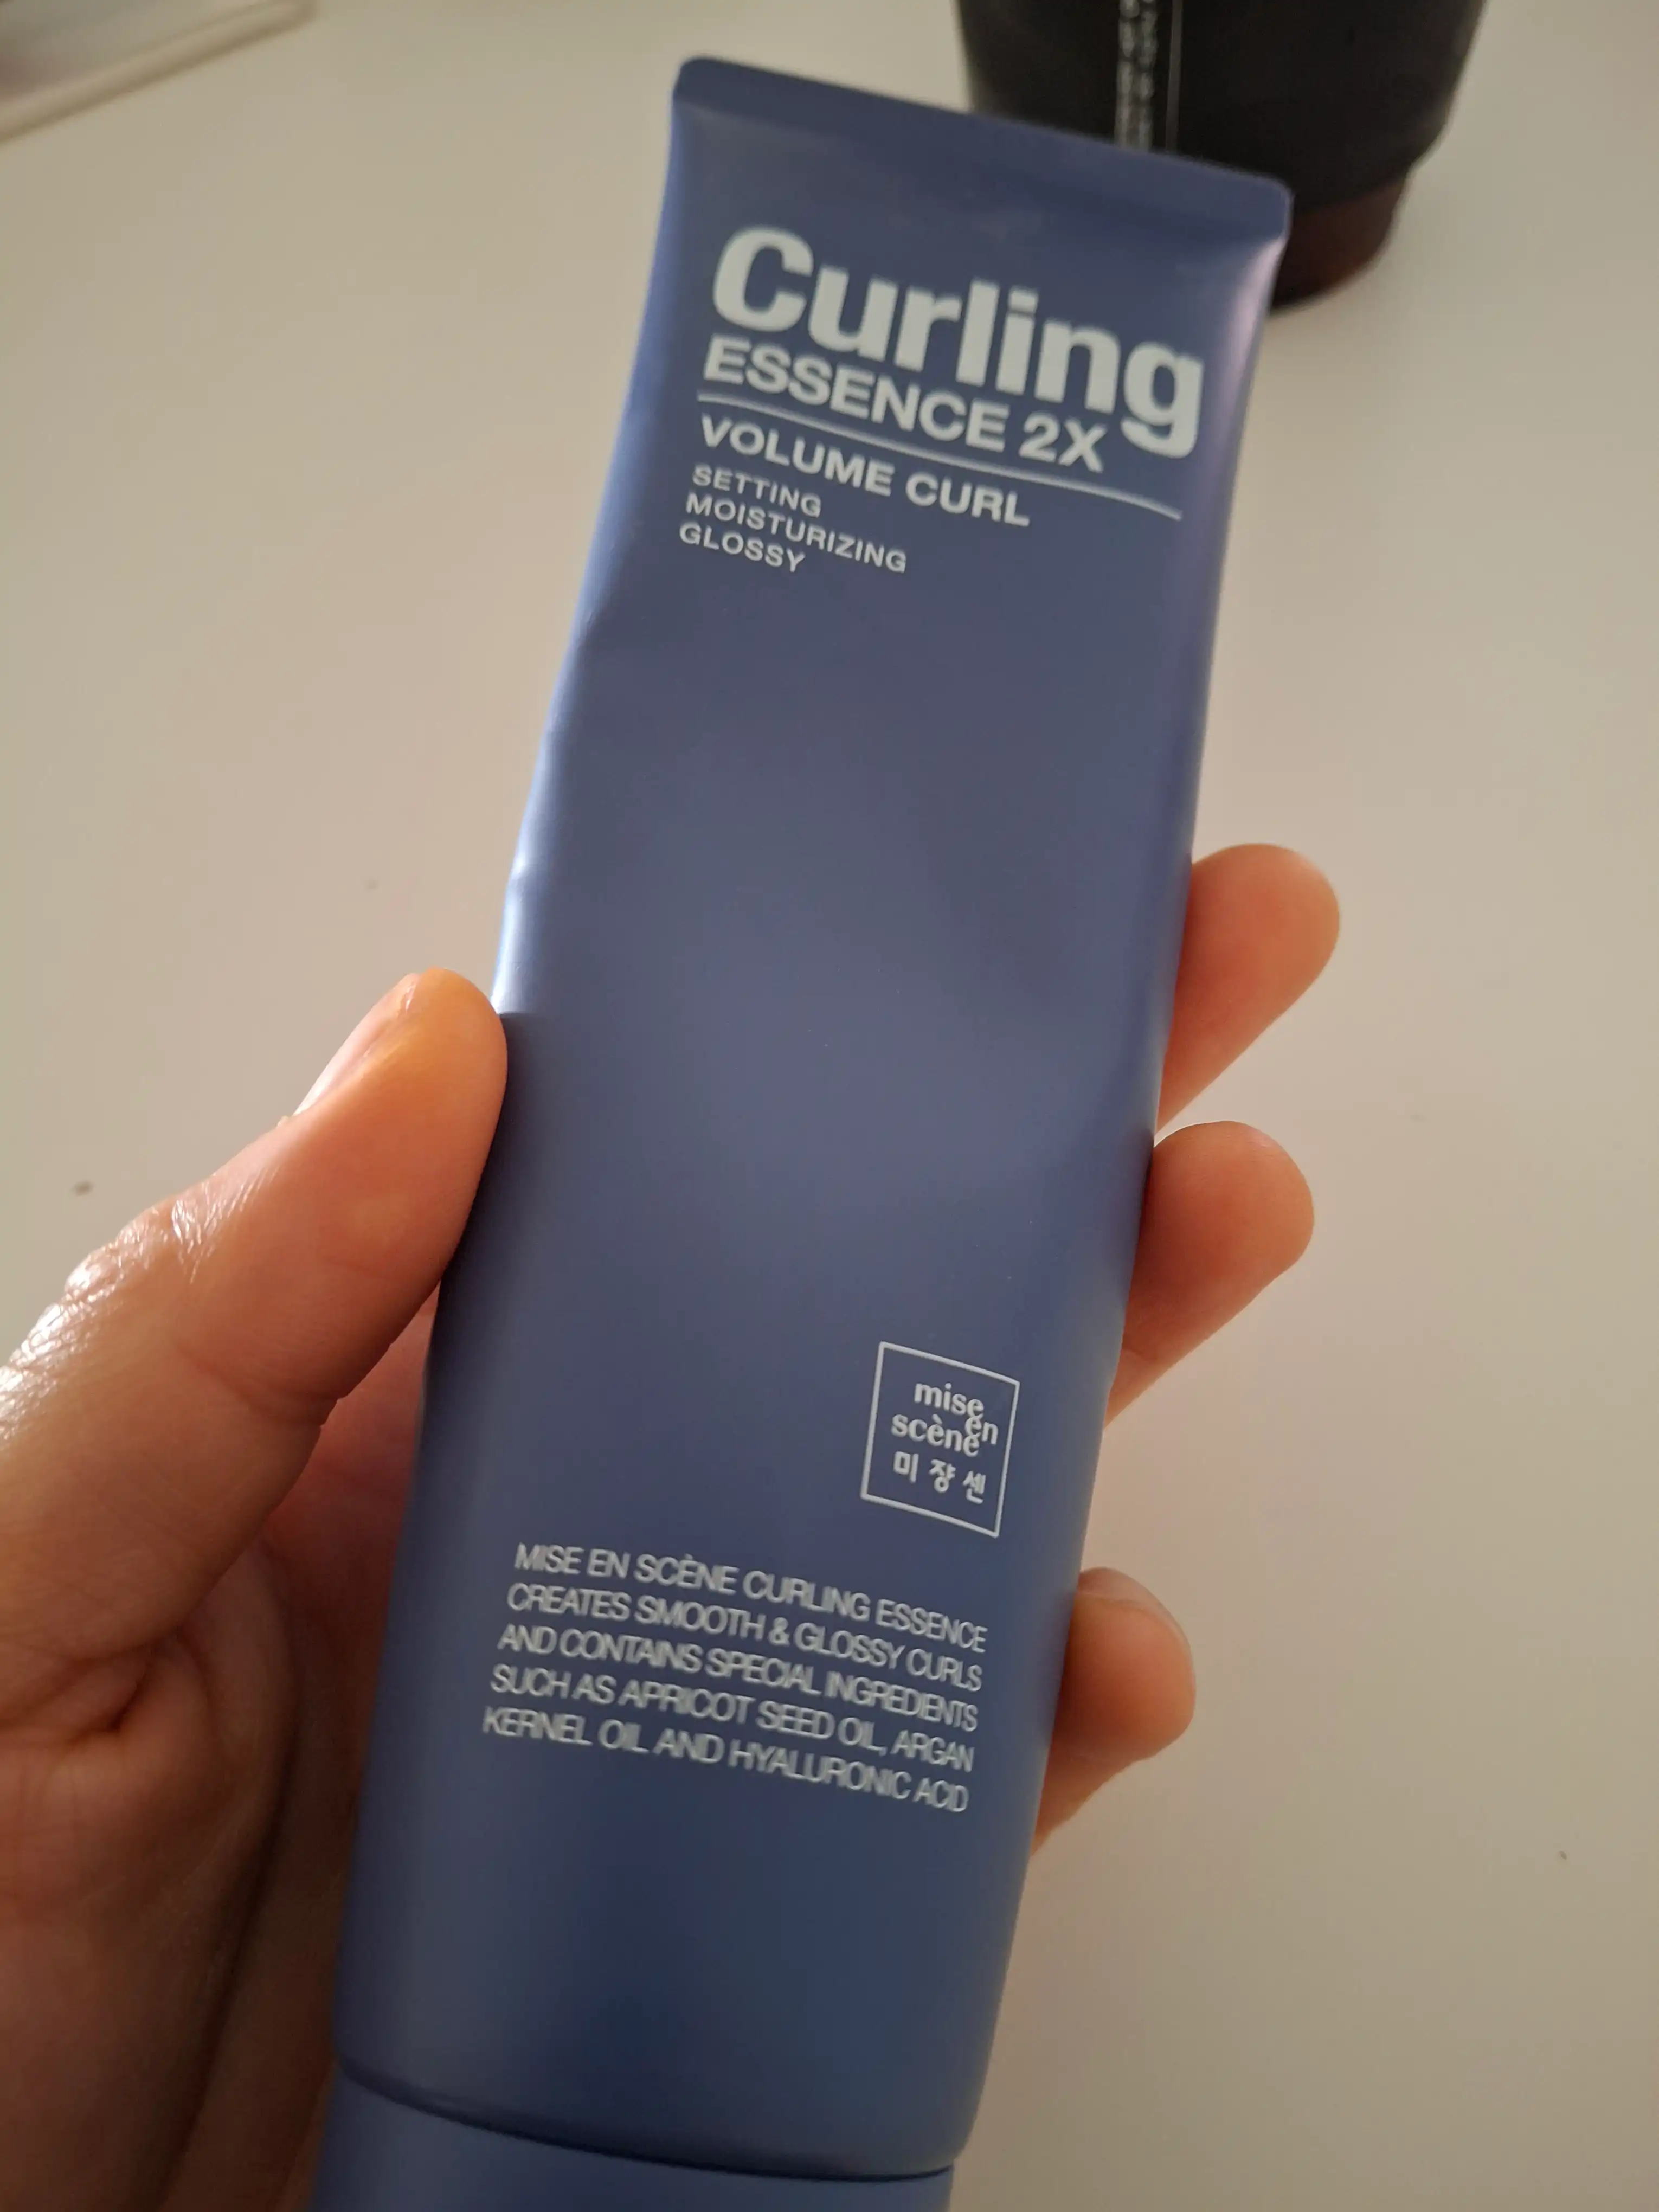 Curling
ESSENCE 2X
VOLUME CURL
SETTING
MOISTURIZING
GLOSSY
mise
en
scène
미쟝센
MISE EN SCÈNE CURLING ESSENCE
CREATES SMOOTH & GLOSSY CURLS
AND CONTAINS SPECIAL INGREDIENTS
SUCH AS APRICOT SEED OIL, ARGAN
KERNEL OIL AND HYALURONIC ACID